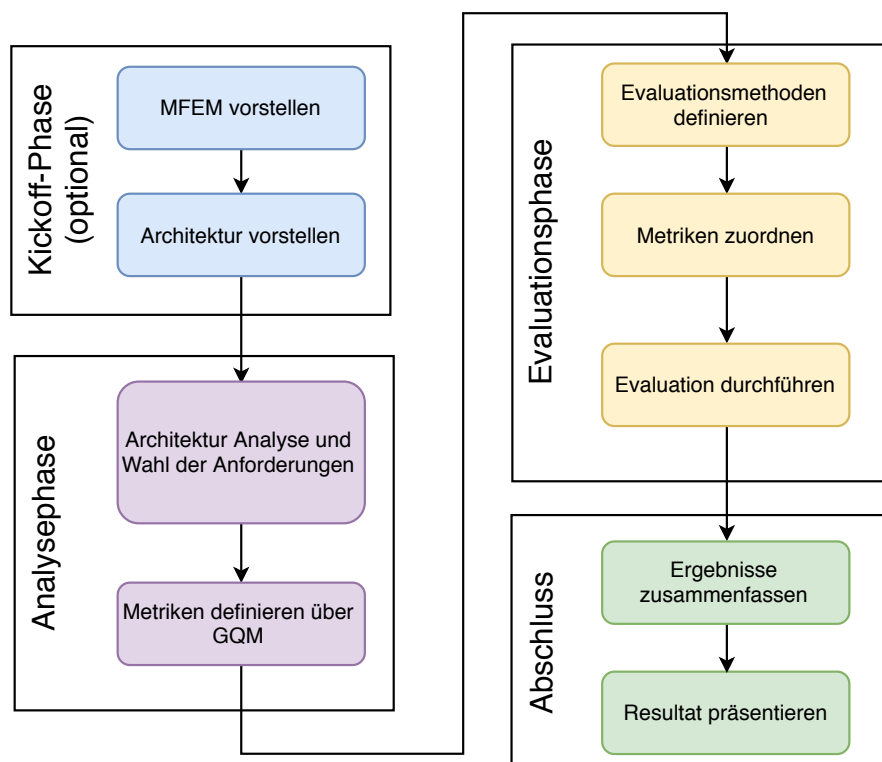 Kickoff-Phase
(optional)
MFEM vorstellen
Architektur vorstellen
Analysephase
Architektur Analyse und
Wahl der Anforderungen
Metriken definieren über
GQM
Evaluationsphase
Evaluationsmethoden
definieren
Metriken zuordnen
Evaluation durchführen
Abschluss
Ergebnisse
zusammenfassen
Resultat präsentieren